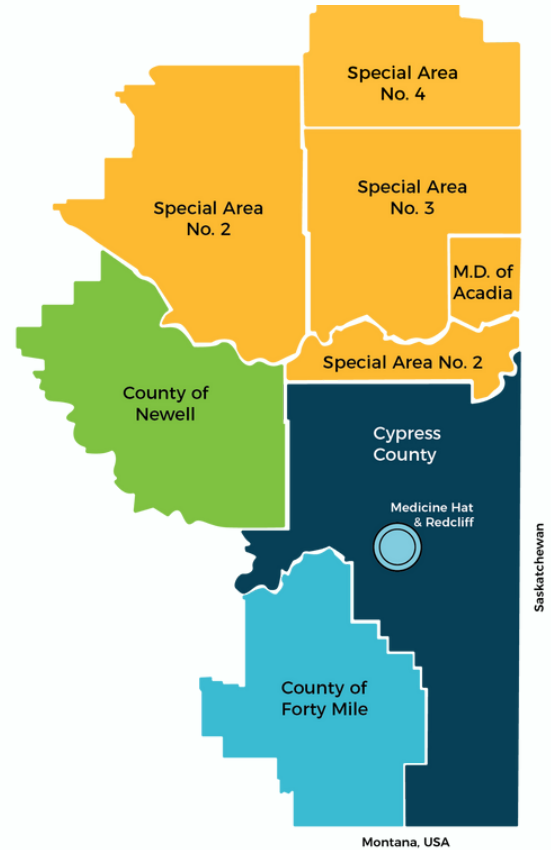 Special Area
No. 4
Special Area
No. 3
Special Area
No. 2
M.D. of
Acadia
Special Area No. 2
County of
Newell
Cypress
County
Medicine Hat
& Redcliff
Saskatchewan
County of
Forty Mile
Montana, USA